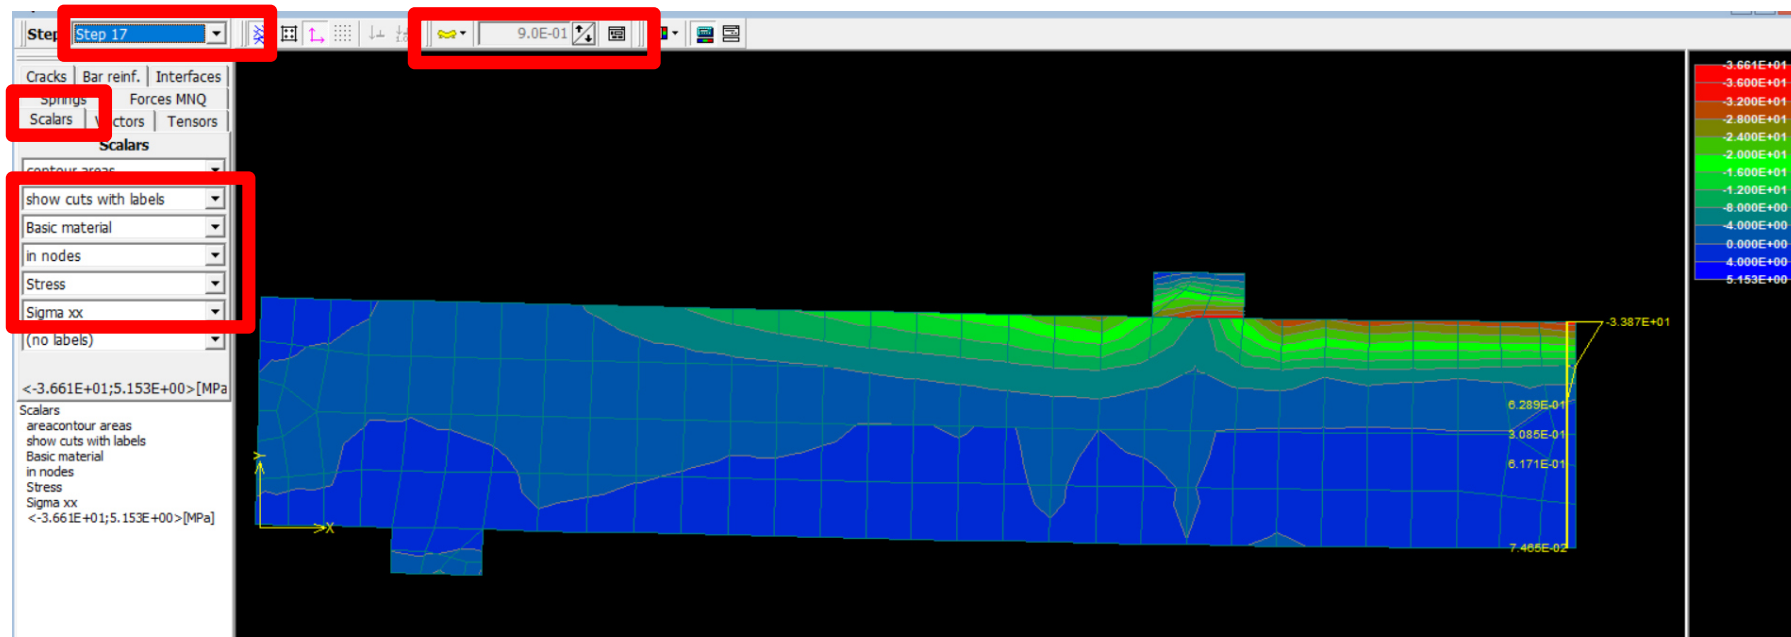 Step
Step 17
9.0E-01
Cracks Bar reinf. Interfaces
Springs Forces MNQ
Scalars Vectors Tensors
Scalars
contour areas
show cuts with labels
Basic material
in nodes
Stress
Sigma xx
(no labels)
<-3.661E+01;5.153E+00>[MPa
Scalars
areacontour areas
show cuts with labels
Basic material
in nodes
Stress
Sigma xx
<-3.661E+01;5.153E+00>[MPa]
Y
X
-3.387E+01
6.289E-01
3.085E-01
6.171E-01
7.465E-02
-3.661E+01
-3.600E+01
-3.200E+01
-2.800E+01
-2.400E+01
-2.000E+01
-1.600E+01
-1.200E+01
-8.000E+00
-4.000E+00
0.000E+00
4.000E+00
5.153E+00